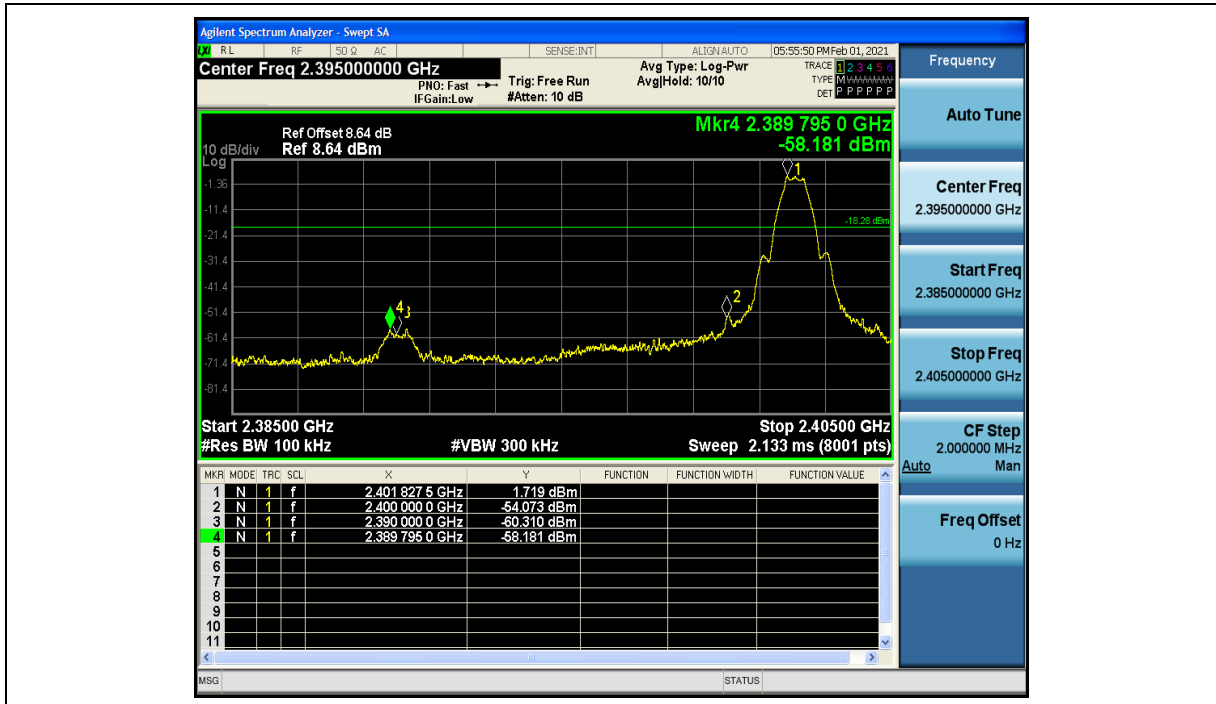 Agilent Spectrum Analyzer - Swept SA
LXI RL RF 50 Ω AC SENSE:INT ALIGN AUTO 05:55:50 PM Feb 01, 2021
Center Freq 2.395000000 GHz
PNO: Fast
IFGain:Low
Trig: Free Run
#Atten: 10 dB
Avg Type: Log-Pwr
Avg|Hold: 10/10
TRACE 1 2 3 4 5 6
TYPE M WWWWW
DET P P P P P P
Mkr4 2.389 795 0 GHz
-58.181 dBm
Ref Offset 8.64 dB
10 dB/div Ref 8.64 dBm
Log
-1.36
-11.4
-21.4
-31.4
-41.4
-51.4
-61.4
-71.4
-81.4
-18.28 dBm
1
2
4
3
Start 2.38500 GHz Stop 2.40500 GHz
#Res BW 100 kHz #VBW 300 kHz Sweep 2.133 ms (8001 pts)
MKR MODE TRC SCL X Y FUNCTION FUNCTION WIDTH FUNCTION VALUE
1 N 1 f 2.401 827 5 GHz 1.719 dBm
2 N 1 f 2.400 000 0 GHz -54.073 dBm
3 N 1 f 2.390 000 0 GHz -60.310 dBm
4 N 1 f 2.389 795 0 GHz -58.181 dBm
5
6
7
8
9
10
11
MSG STATUS
Frequency
Auto Tune
Center Freq
2.395000000 GHz
Start Freq
2.385000000 GHz
Stop Freq
2.405000000 GHz
CF Step
2.000000 MHz
Auto Man
Freq Offset
0 Hz